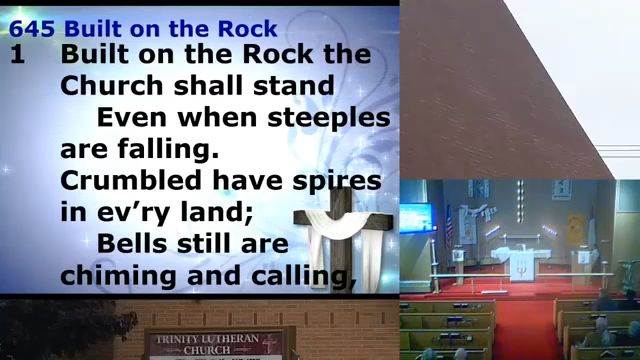 645 Built on the Rock
1 Built on the Rock the
Church shall stand
Even when steeples
are falling.
Crumbled have spires
in ev’ry land;
Bells still are
chiming and calling,
TRINITY LUTHERAN
CHURCH